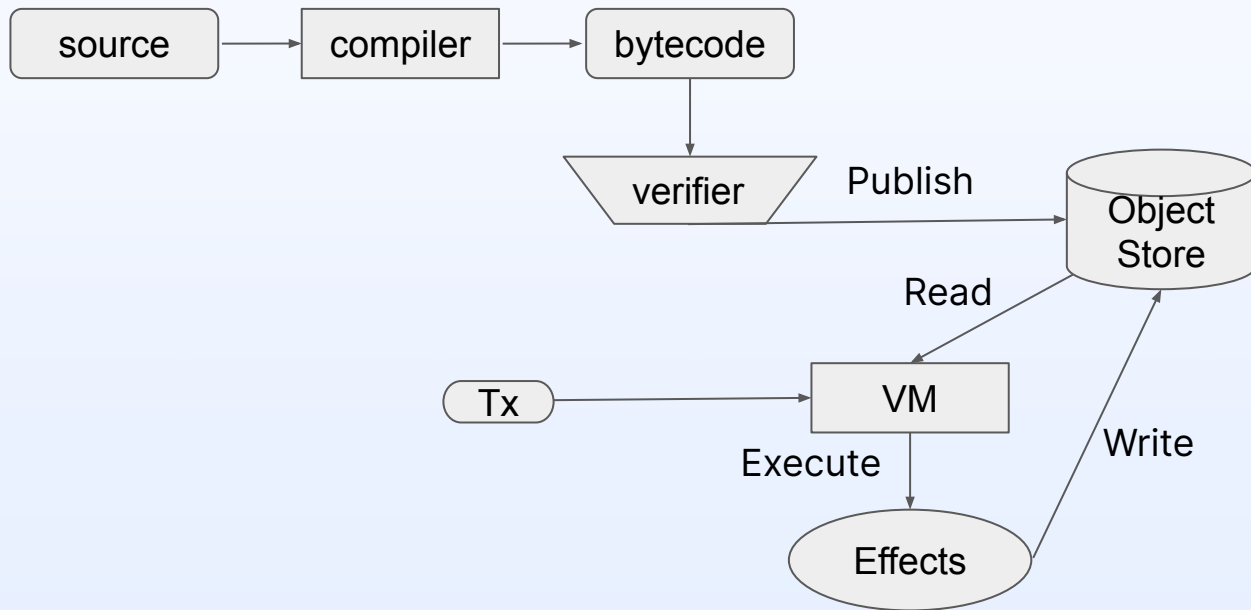 source
compiler
bytecode
verifier
Publish
Object
Store
Read
Tx
VM
Write
Execute
Effects